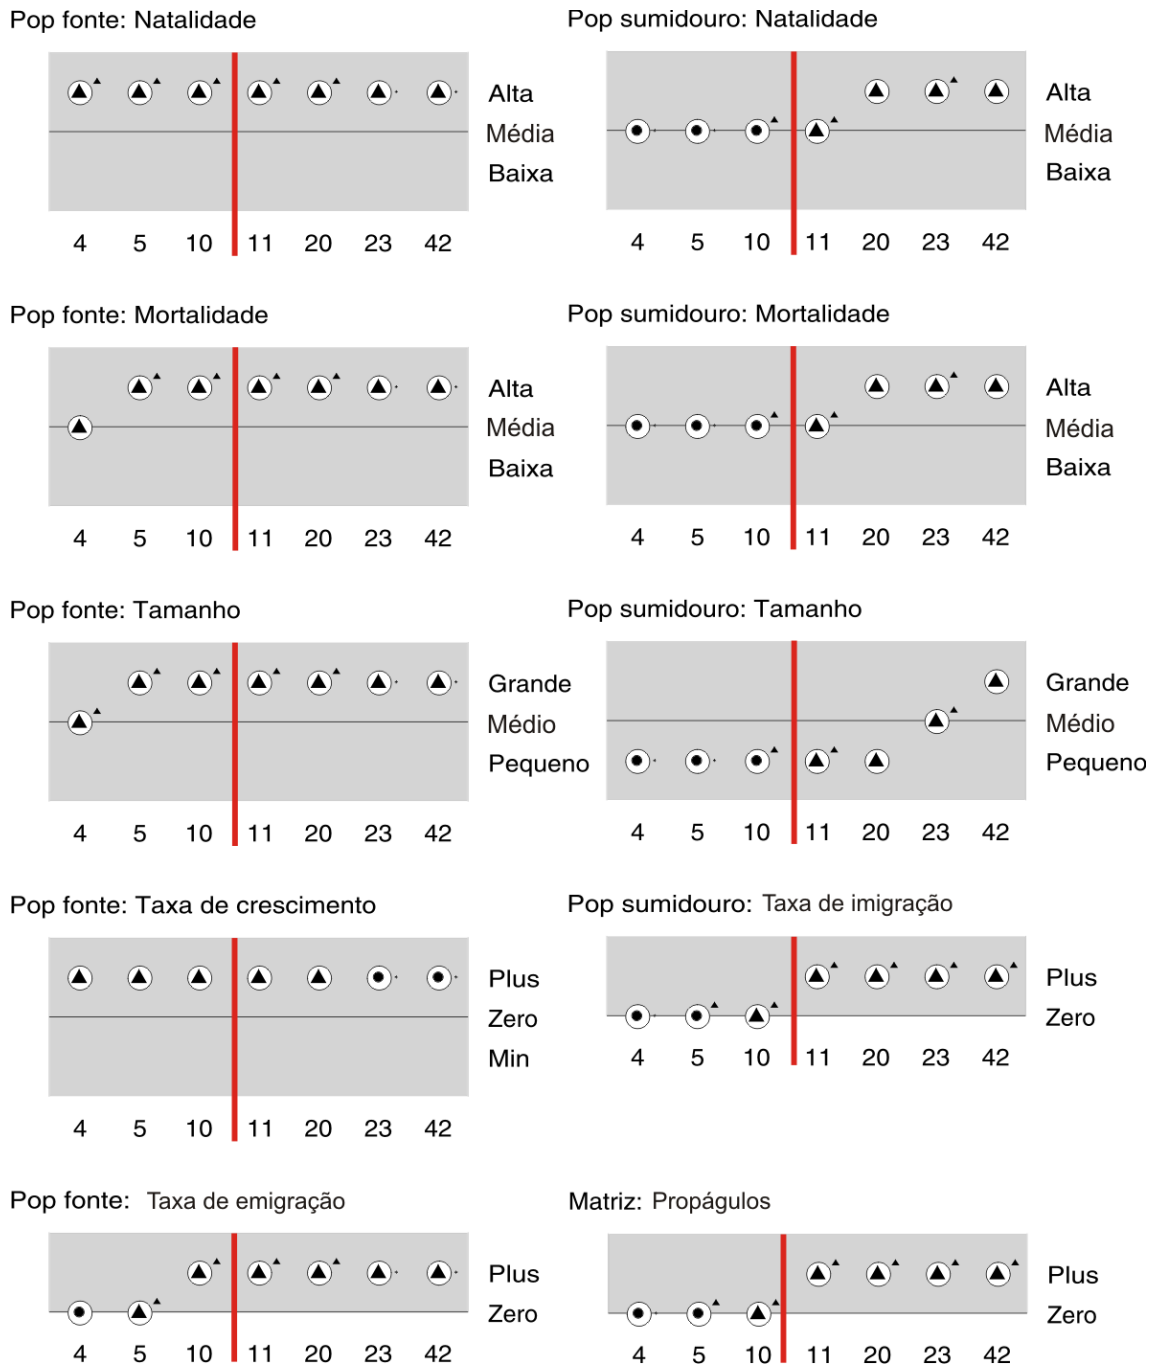 Pop fonte: Natalidade
Alta
Média
Baixa
4 5 10 11 20 23 42
Pop sumidouro: Natalidade
Alta
Média
Baixa
4 5 10 11 20 23 42
Pop fonte: Mortalidade
Alta
Média
Baixa
4 5 10 11 20 23 42
Pop sumidouro: Mortalidade
Alta
Média
Baixa
4 5 10 11 20 23 42
Pop fonte: Tamanho
Grande
Médio
Pequeno
4 5 10 11 20 23 42
Pop sumidouro: Tamanho
Grande
Médio
Pequeno
4 5 10 11 20 23 42
Pop fonte: Taxa de crescimento
Plus
Zero
Min
4 5 10 11 20 23 42
Pop sumidouro: Taxa de imigração
Plus
Zero
4 5 10 11 20 23 42
Pop fonte: Taxa de emigração
Plus
Zero
4 5 10 11 20 23 42
Matriz: Propágulos
Plus
Zero
4 5 10 11 20 23 42